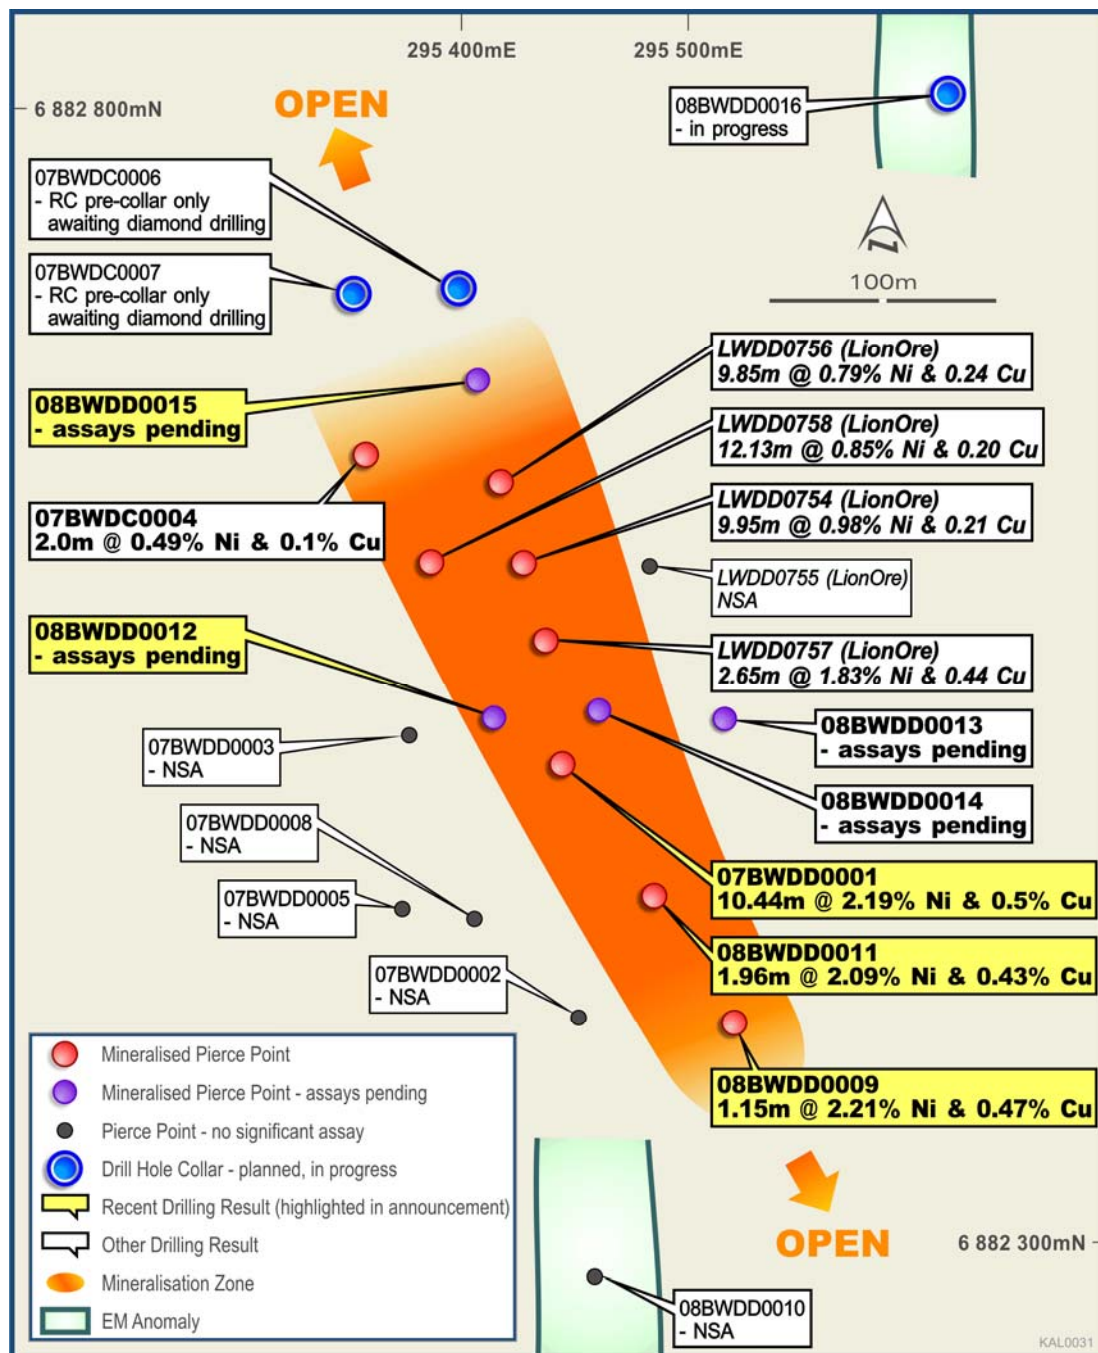 295 400mE
295 500mE
6 882 800mN
OPEN
08BWDD0016
- in progress
07BWDC0006
- RC pre-collar only
awaiting diamond drilling
07BWDC0007
- RC pre-collar only
awaiting diamond drilling
N
100m
LWDD0756 (LionOre)
9.85m @ 0.79% Ni & 0.24 Cu
08BWDD0015
- assays pending
LWDD0758 (LionOre)
12.13m @ 0.85% Ni & 0.20 Cu
07BWDC0004
2.0m @ 0.49% Ni & 0.1% Cu
LWDD0754 (LionOre)
9.95m @ 0.98% Ni & 0.21 Cu
LWDD0755 (LionOre)
NSA
08BWDD0012
- assays pending
LWDD0757 (LionOre)
2.65m @ 1.83% Ni & 0.44 Cu
08BWDD0013
- assays pending
07BWDD0003
- NSA
08BWDD0014
- assays pending
07BWDD0008
- NSA
07BWDD0001
10.44m @ 2.19% Ni & 0.5% Cu
07BWDD0005
- NSA
08BWDD0011
1.96m @ 2.09% Ni & 0.43% Cu
07BWDD0002
- NSA
08BWDD0009
1.15m @ 2.21% Ni & 0.47% Cu
Mineralised Pierce Point
Mineralised Pierce Point - assays pending
Pierce Point - no significant assay
Drill Hole Collar - planned, in progress
Recent Drilling Result (highlighted in announcement)
Other Drilling Result
Mineralisation Zone
EM Anomaly
OPEN
6 882 300mN
08BWDD0010
- NSA
KAL0031